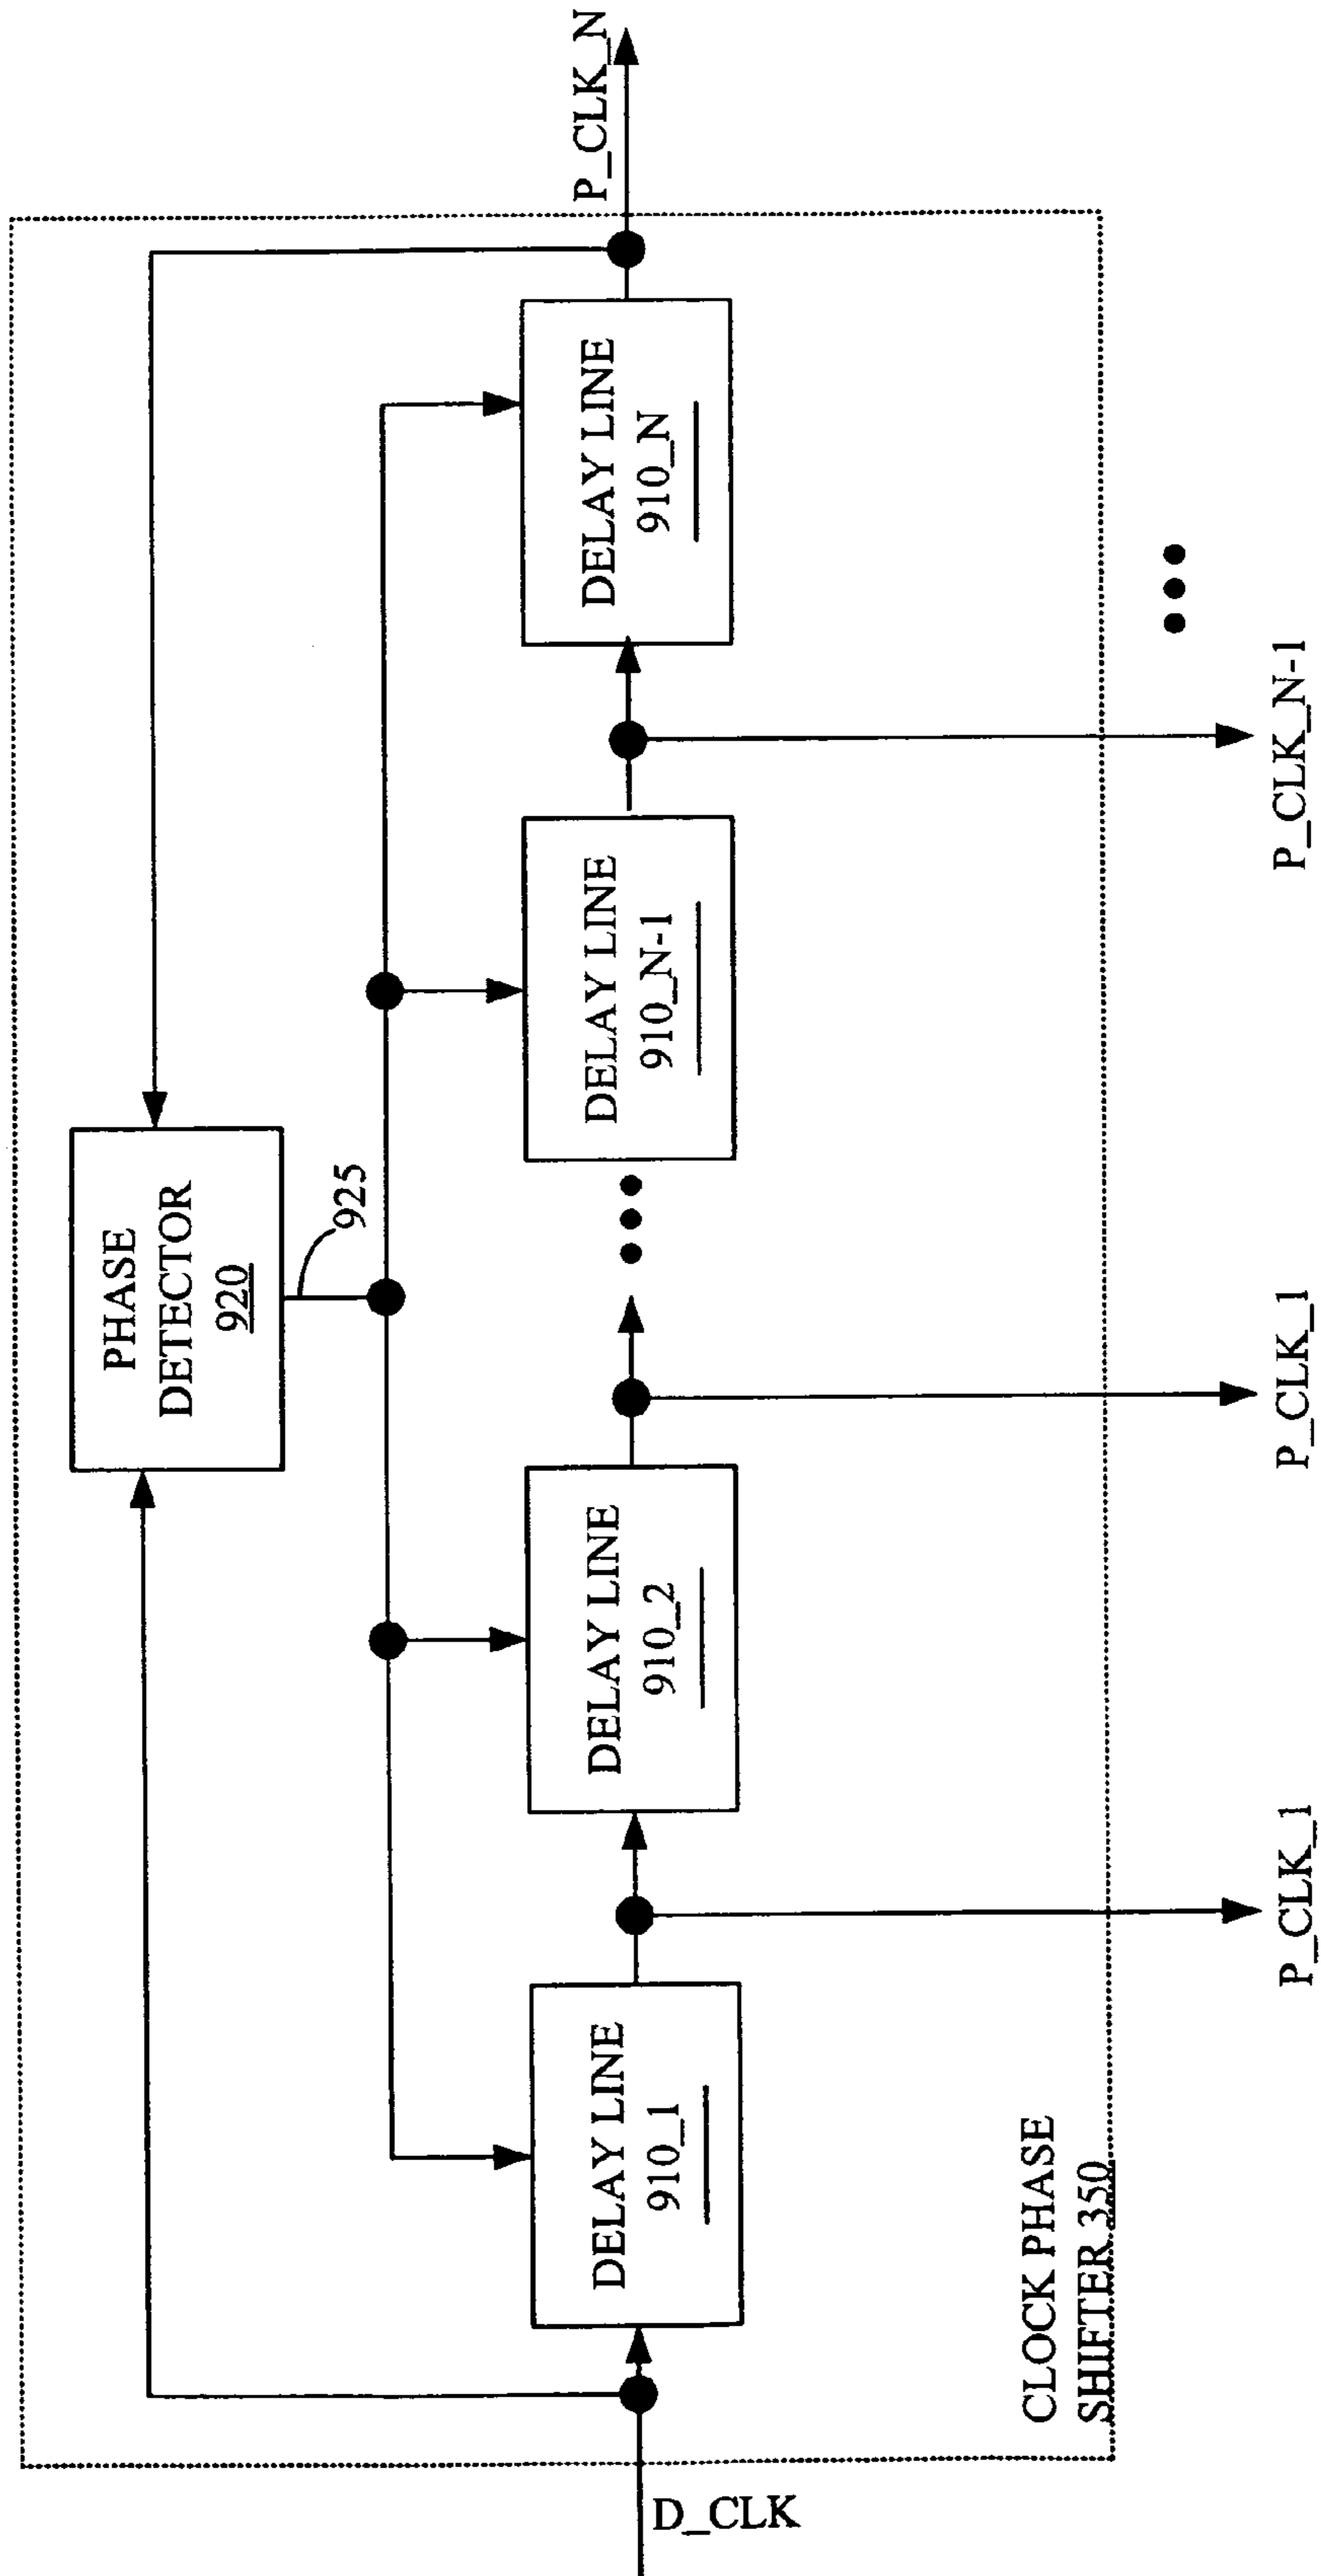 PHASE
DETECTOR
920
925
P_CLK_N
DELAY LINE
910_1
DELAY LINE
910_2
DELAY LINE
910_N-1
DELAY LINE
910_N
D_CLK
CLOCK PHASE
SHIFTER 350
P_CLK_1
P_CLK_1
P_CLK_N-1